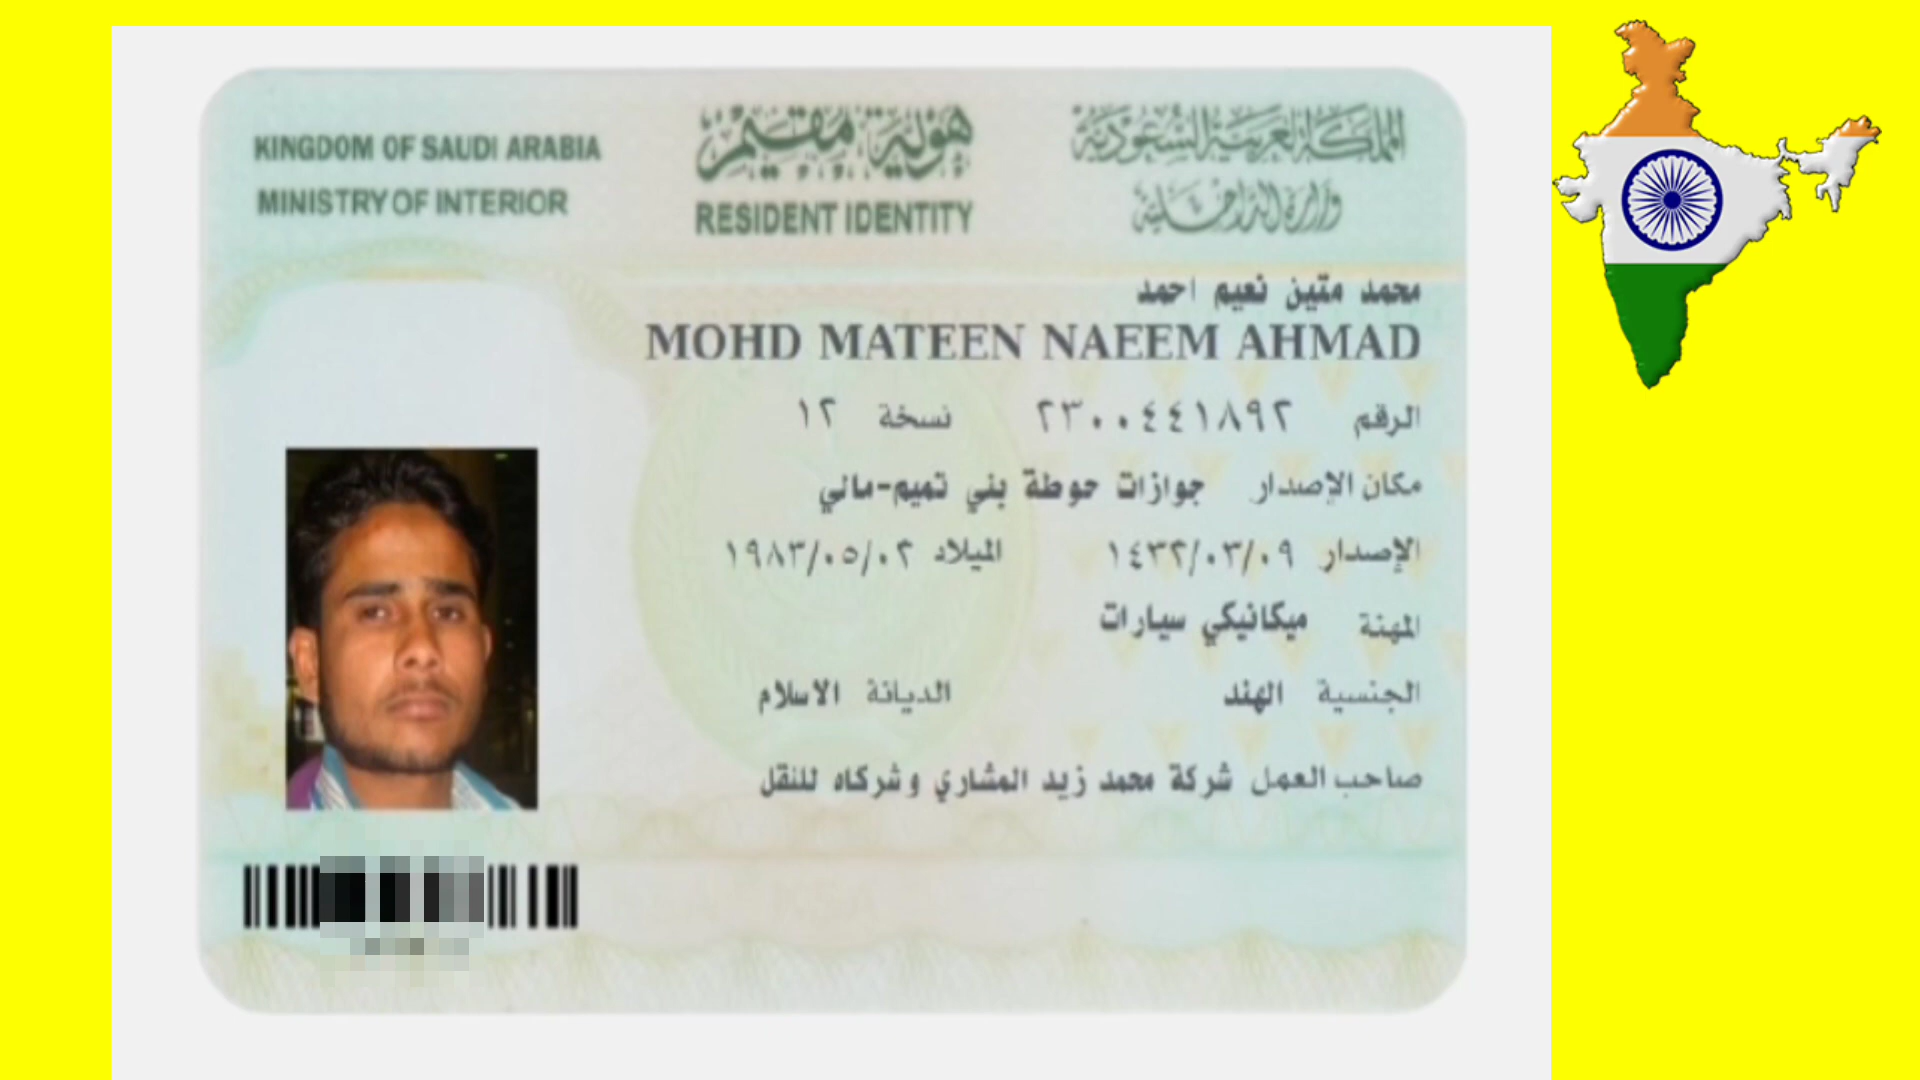 KINGDOM OF SAUDI ARABIA
MINISTRY OF INTERIOR
هوية مقيم
RESIDENT IDENTITY
المملكة العربية السعودية
وزارة الداخلية
محمد متين نعيم احمد
MOHD MATEEN NAEEM AHMAD
الرقم ٢٣٠٠٤٤١٨٩٢ نسخة ١٢
مكان الإصدار جوازات حوطة بني تميم-مالي
الإصدار ١٤٣٢/٠٣/٠٩ الميلاد ١٩٨٣/٠٥/٠٢
المهنة ميكانيكي سيارات
الجنسية الهند الديانة الاسلام
صاحب العمل شركة محمد زيد المشاري وشركاه للنقل